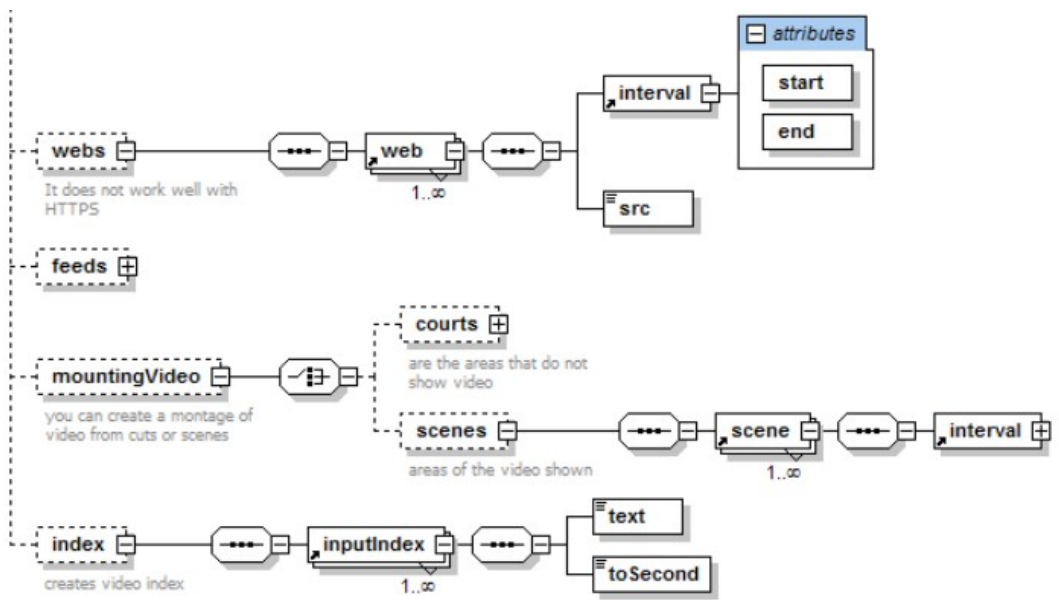 attributes
start
end
interval
webs
web
1..∞
It does not work well with
HTTPS
src
feeds
courts
are the areas that do not
show video
mountingVideo
you can create a montage of
video from cuts or scenes
scenes
areas of the video shown
scene
1..∞
interval
index
creates video index
inputIndex
1..∞
text
toSecond